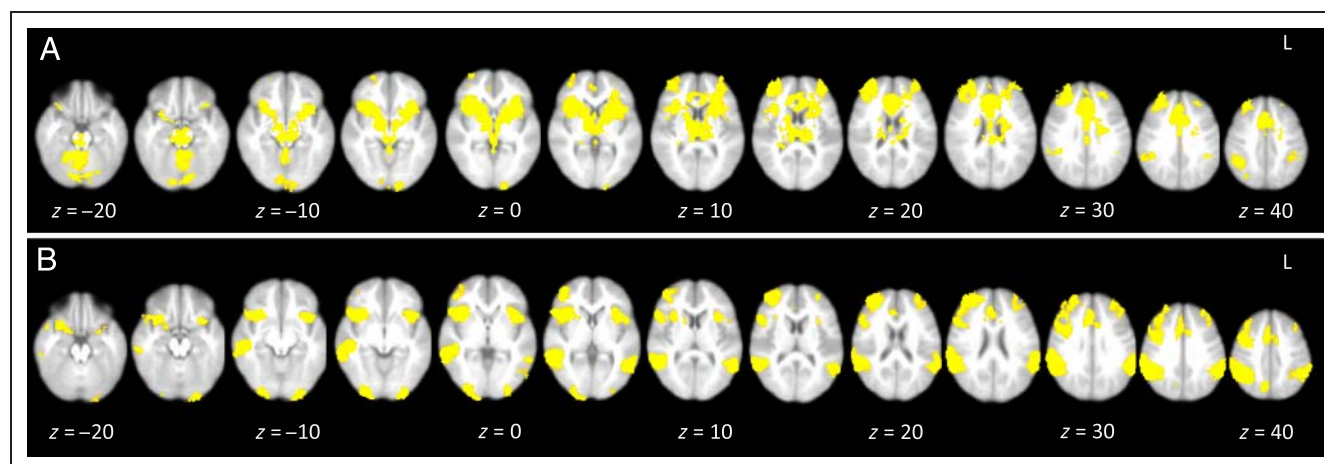 A
L
z = –20 z = –10 z = 0 z = 10 z = 20 z = 30 z = 40
B
L
z = –20 z = –10 z = 0 z = 10 z = 20 z = 30 z = 40